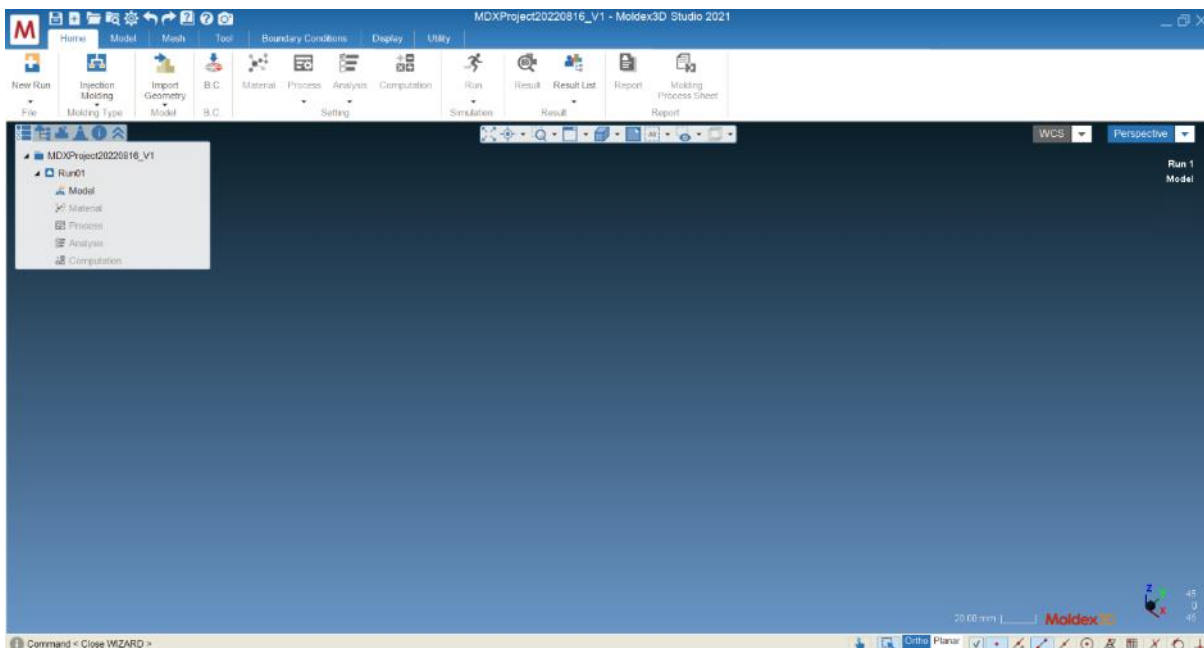 MDXProject20220816_V1 - Moldex3D Studio 2021
M
Home Model Mesh Tool Boundary Conditions Display Utility
New Run Injection Molding Import Geometry B.C. Material Process Analysis Computation Run Result Result List Report Molding Process Sheet
File Molding Type Model B.C. Setting Simulation Result Report
WCS Perspective
MDXProject20220816_V1
Run01
Model
Material
Process
Analysis
Computation
Run 1
Model
Z
X
45
0
45
20.00 mm
Moldex3D
Command < Close WIZARD >
Ortho Planar